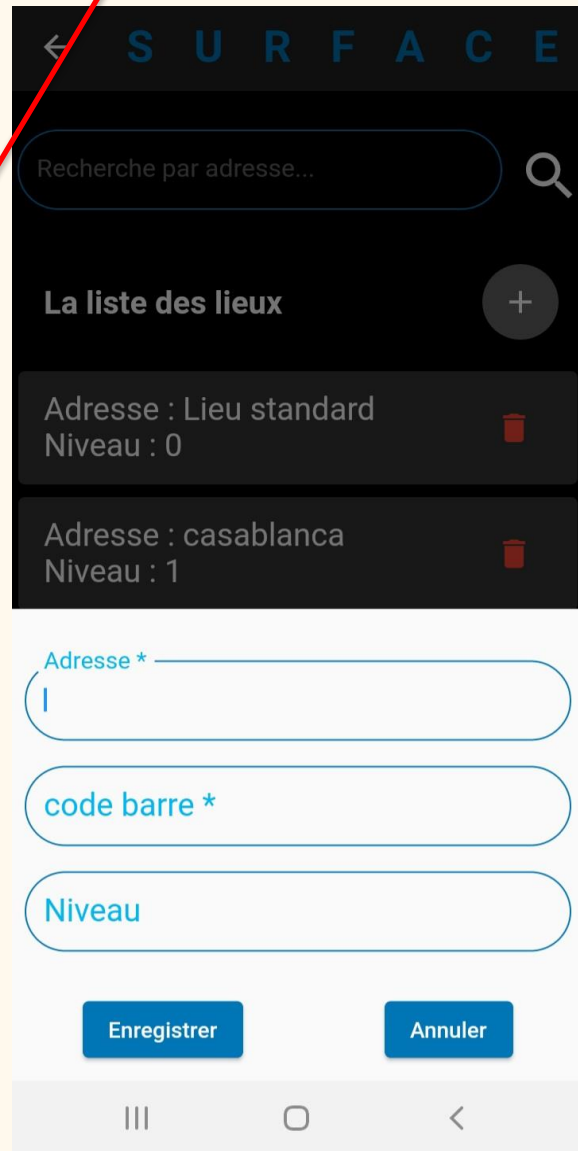 S U R F A C E
Recherche par adresse...
La liste des lieux
Adresse : Lieu standard
Niveau : 0
Adresse : casablanca
Niveau : 1
Adresse *
code barre *
Niveau
Enregistrer Annuler